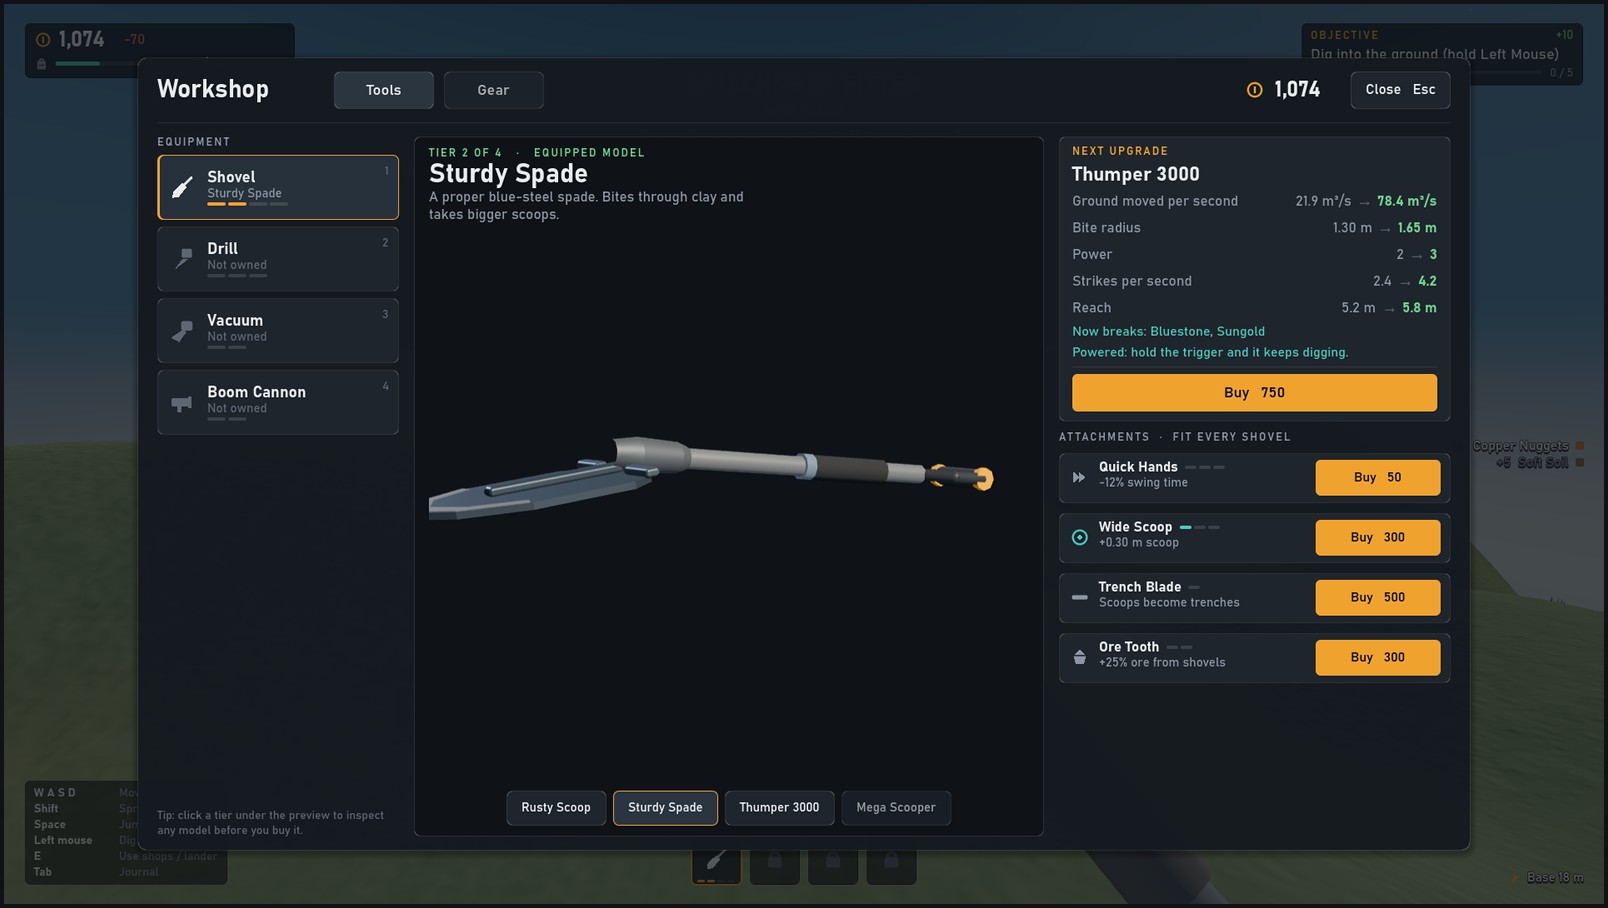 1,074 -70
OBJECTIVE +10
Dig into the ground (hold Left Mouse)
0 / 5
Workshop
Tools
Gear
1,074
Close Esc
EQUIPMENT
Shovel 1
Sturdy Spade
Drill 2
Not owned
Vacuum 3
Not owned
Boom Cannon 4
Not owned
Tip: click a tier under the preview to inspect
any model before you buy it.
TIER 2 OF 4 · EQUIPPED MODEL
Sturdy Spade
A proper blue-steel spade. Bites through clay and
takes bigger scoops.
Rusty Scoop
Sturdy Spade
Thumper 3000
Mega Scooper
NEXT UPGRADE
Thumper 3000
Ground moved per second 21.9 m³/s → 78.4 m³/s
Bite radius 1.30 m → 1.65 m
Power 2 → 3
Strikes per second 2.4 → 4.2
Reach 5.2 m → 5.8 m
Now breaks: Bluestone, Sungold
Powered: hold the trigger and it keeps digging.
Buy 750
ATTACHMENTS · FIT EVERY SHOVEL
Quick Hands
-12% swing time
Buy 50
Wide Scoop
+0.30 m scoop
Buy 300
Trench Blade
Scoops become trenches
Buy 500
Ore Tooth
+25% ore from shovels
Buy 300
Copper Nuggets
+5 Soft Soil
W A S D
Shift
Space
Left mouse Dig
E Use shops / lander
Tab Journal
Base 18 m